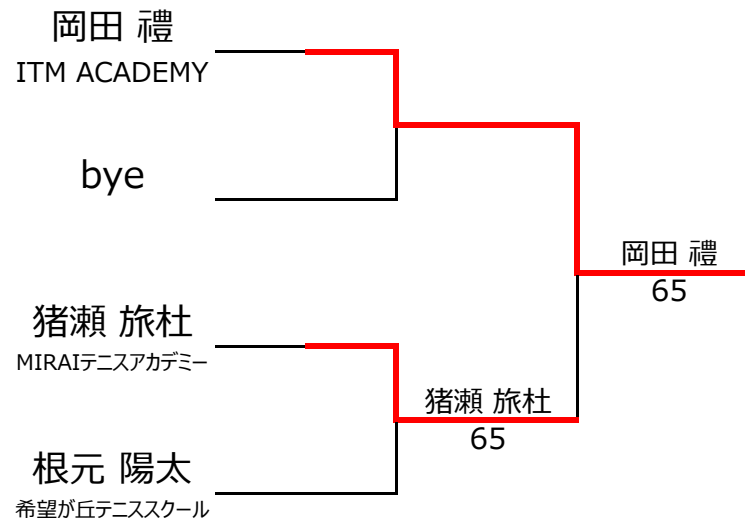 岡田 禮
ITM ACADEMY
bye
猪瀬 旅杜
MIRAIテニスアカデミー
根元 陽太
希望が丘テニススクール
猪瀬 旅杜
65
岡田 禮
65